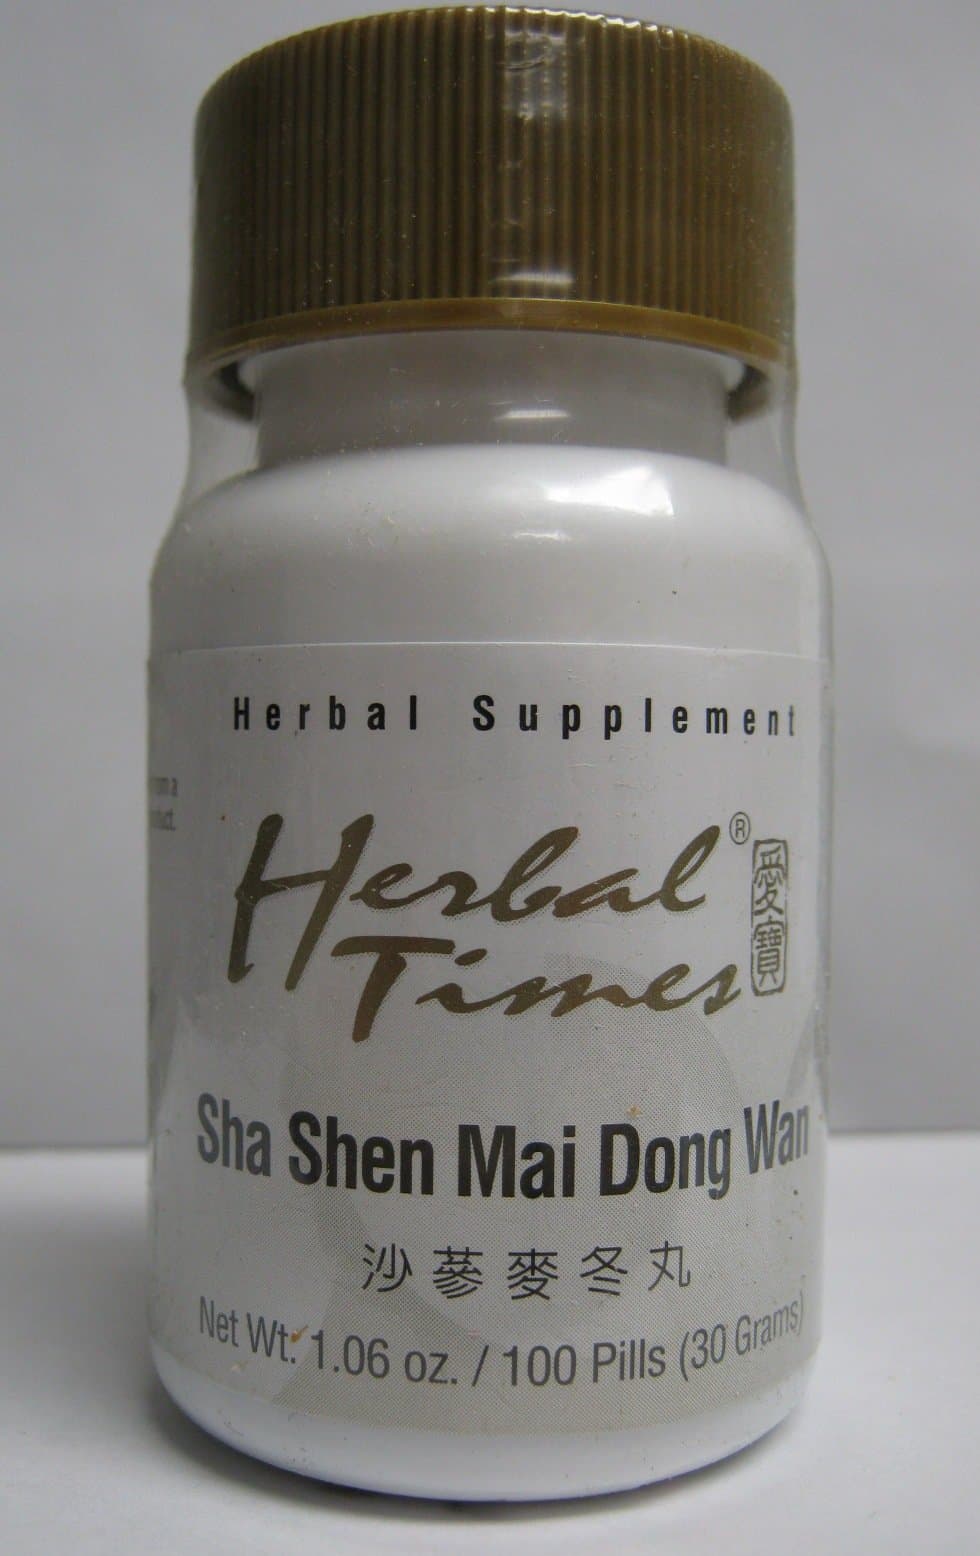 Herbal Supplement
Herbal
Times®
愛寶
Sha Shen Mai Dong Wan
沙蔘麥冬丸
Net Wt. 1.06 oz. / 100 Pills (30 Grams)